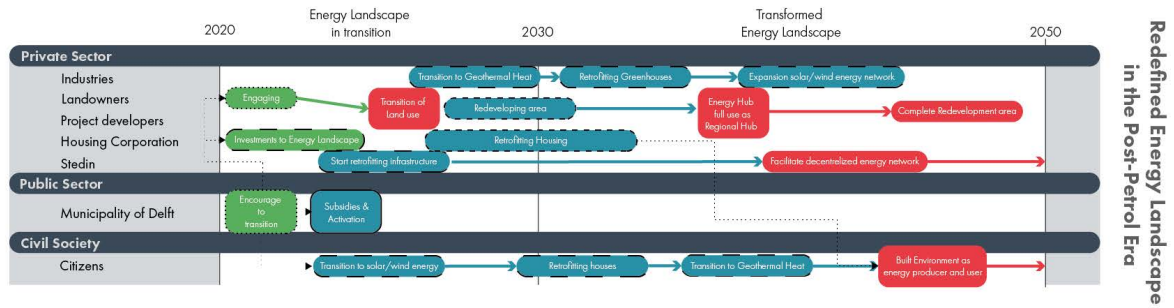 Energy Landscape
in transition
Transformed
Energy Landscape
2020
2030
2050
Private Sector
Industries
Transition to Geothermal Heat
Retrofitting Greenhouses
Expansion solar/wind energy network
Landowners
Engaging
Transition of
Land use
Redeveloping area
Energy Hub
full use as
Regional Hub
Complete Redevelopment area
Project developers
Housing Corporation
Investments to Energy Landscape
Retrofitting Housing
Stedin
Start retrofitting infrastructure
Facilitate decentrelized energy network
Public Sector
Municipality of Delft
Encourage
to
transition
Subsidies &
Activation
Civil Society
Citizens
Transition to solar/wind energy
Retrofitting houses
Transition to Geothermal Heat
Built Environment as
energy producer and user
Redefined Energy Landscape
in the Post-Petrol Era